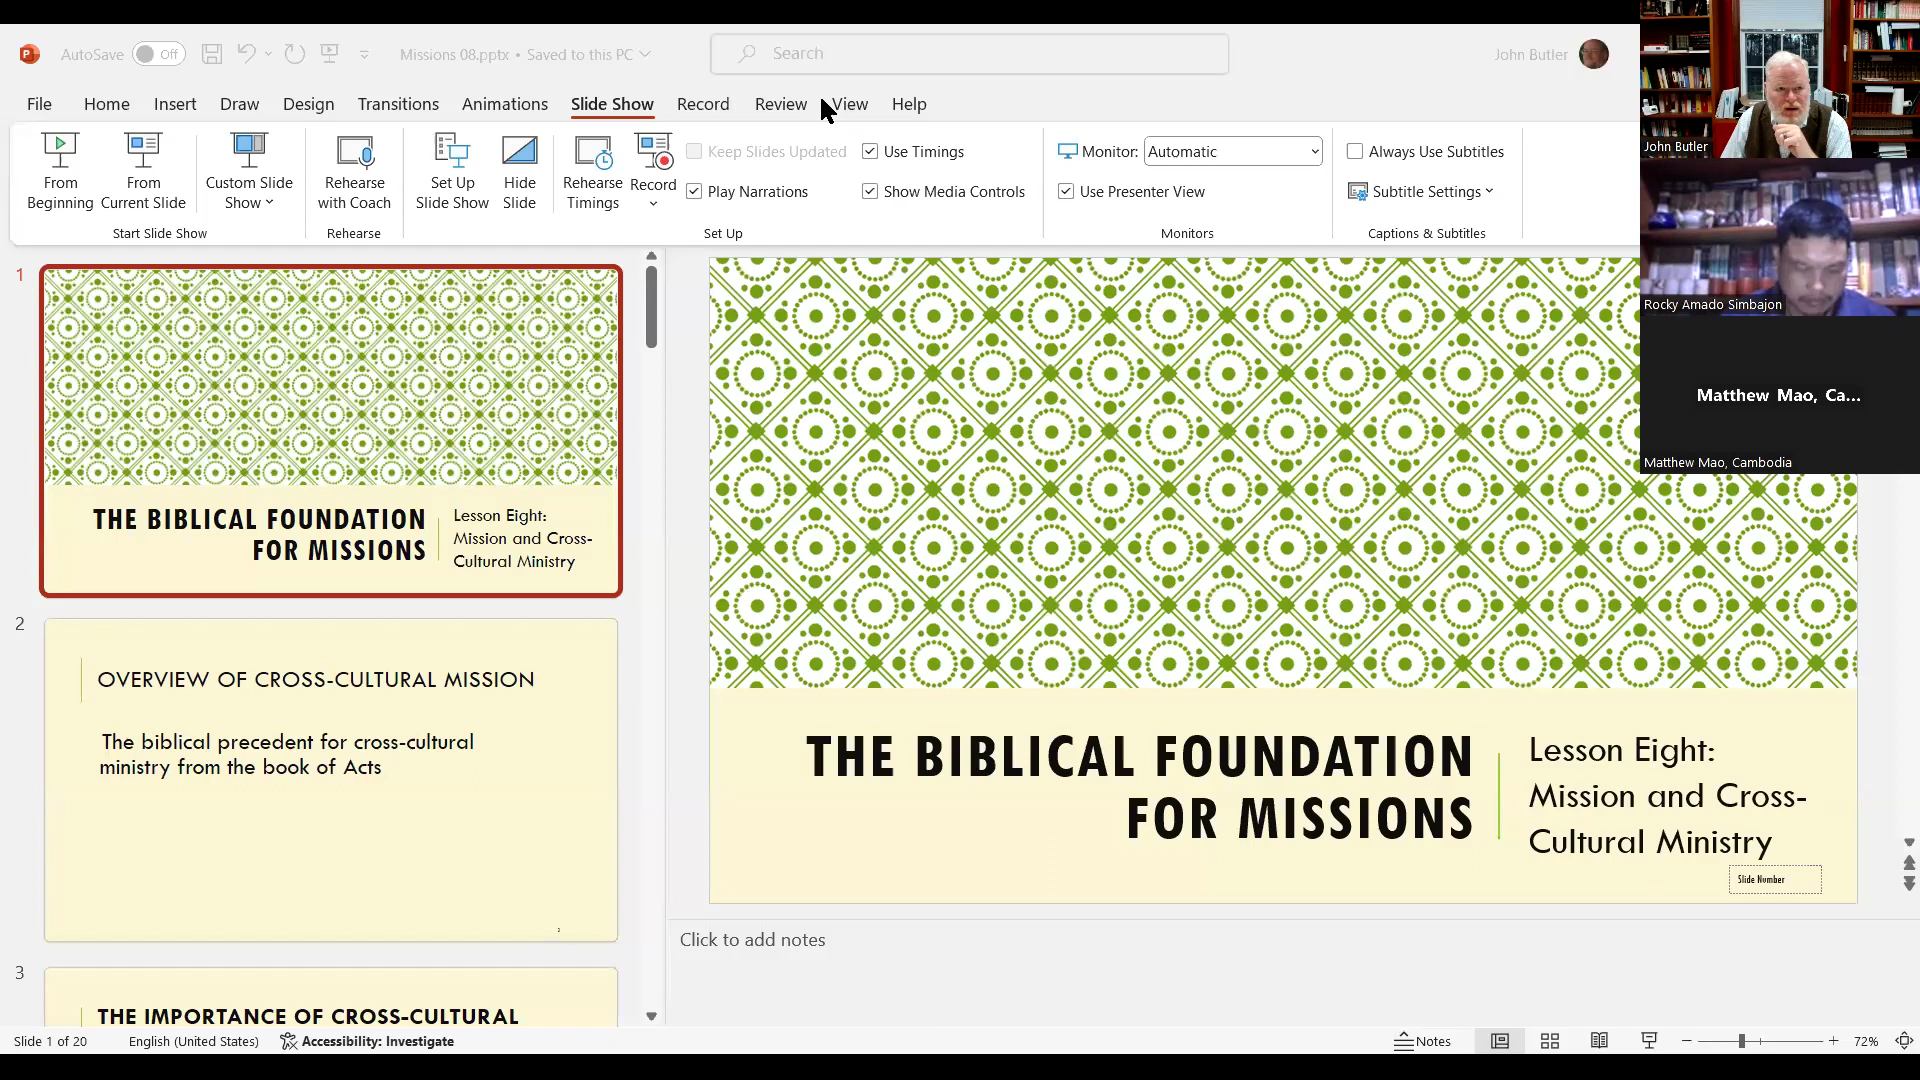 AutoSave Off Missions 08.pptx • Saved to this PC Search John Butler
File Home Insert Draw Design Transitions Animations Slide Show Record Review View Help
From Beginning
From Current Slide
Custom Slide Show
Start Slide Show
Rehearse with Coach
Rehearse
Set Up Slide Show
Hide Slide
Rehearse Timings
Record
Keep Slides Updated
Play Narrations
Use Timings
Show Media Controls
Set Up
Monitor: Automatic
Use Presenter View
Monitors
Always Use Subtitles
Subtitle Settings
Captions & Subtitles
John Butler
Rocky Amado Simbajon
Matthew Mao, Ca...
Matthew Mao, Cambodia
1
THE BIBLICAL FOUNDATION
FOR MISSIONS
Lesson Eight:
Mission and Cross-
Cultural Ministry
2
OVERVIEW OF CROSS-CULTURAL MISSION
The biblical precedent for cross-cultural
ministry from the book of Acts
2
3
THE IMPORTANCE OF CROSS-CULTURAL
THE BIBLICAL FOUNDATION
FOR MISSIONS
Lesson Eight:
Mission and Cross-
Cultural Ministry
Slide Number
Click to add notes
Slide 1 of 20 English (United States) Accessibility: Investigate Notes 72%